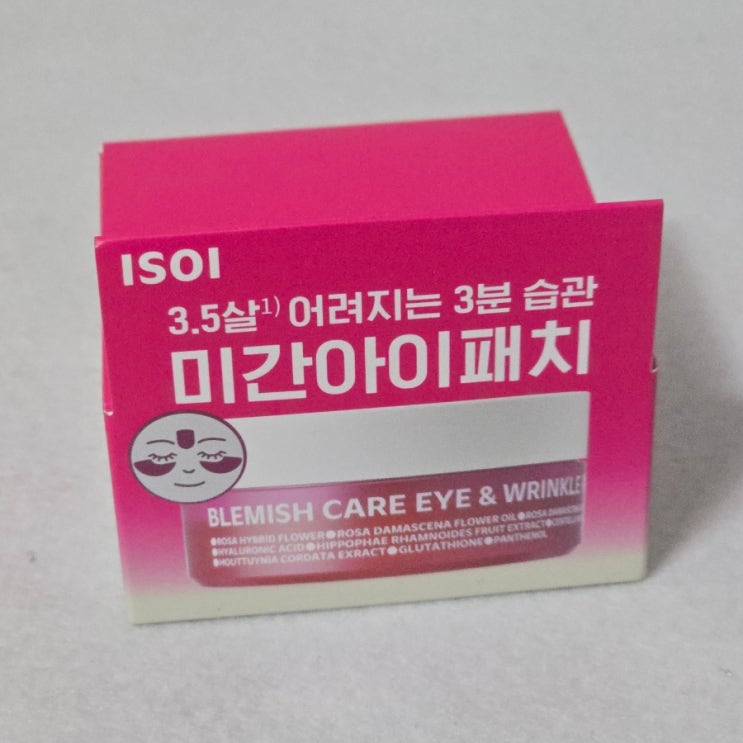 ISOI
3.5살1) 어려지는 3분 습관
미간아이패치
BLEMISH CARE EYE & WRINKLE
●ROSA HYBRID FLOWER●ROSA DAMASCENA FLOWER OIL●ROSA
●HYALURONIC ACID●HIPPOPHAE RHAMNOIDES FRUIT EXTRACT●
●HOUTTUYNIA CORDATA EXTRACT●GLUTATHIONE●PANTHENOL